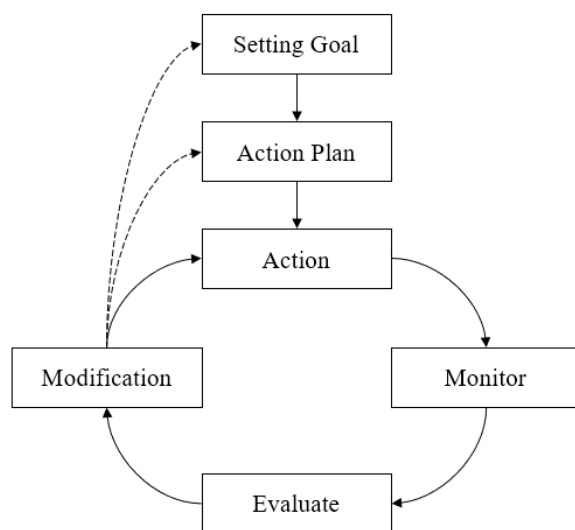 Setting Goal
Action Plan
Action
Modification
Monitor
Evaluate